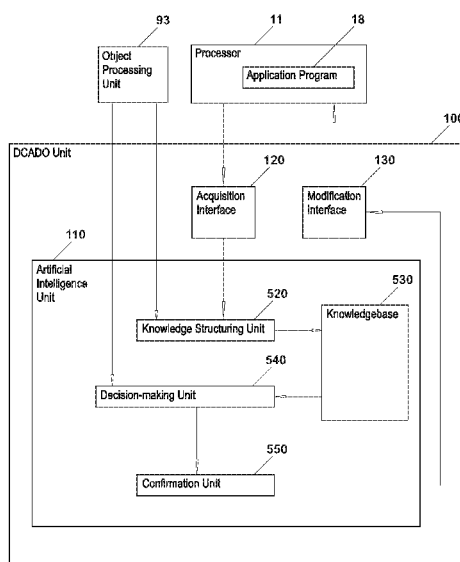 93
11
18
Object
Processing
Unit
Processor
Application Program
100
DCADO Unit
120
130
Acquisition
Interface
Modification
Interface
110
Artificial
Intelligence
Unit
520
530
Knowledge Structuring Unit
Knowledgebase
540
Decision-making Unit
550
Confirmation Unit